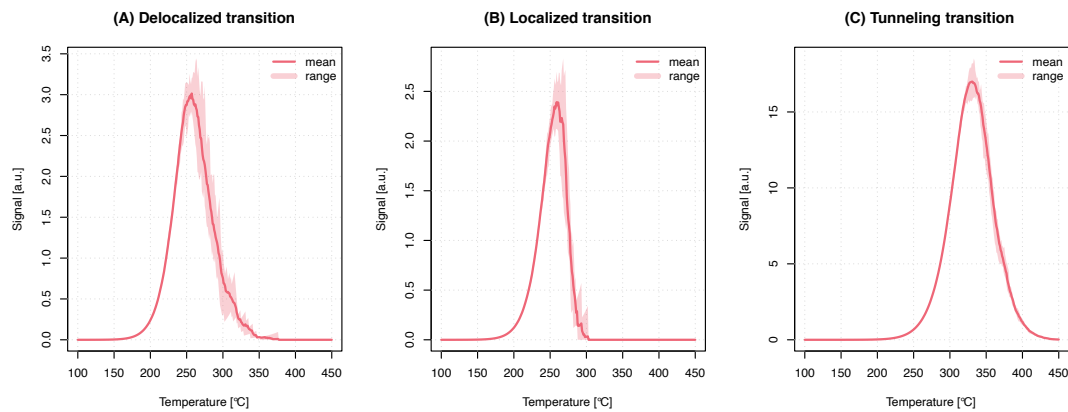 (A) Delocalized transition
mean
range
Signal [a.u.]
0.0 0.5 1.0 1.5 2.0 2.5 3.0 3.5
100 150 200 250 300 350 400 450
Temperature [°C]
(B) Localized transition
mean
range
Signal [a.u.]
0.0 0.5 1.0 1.5 2.0 2.5
100 150 200 250 300 350 400 450
Temperature [°C]
(C) Tunneling transition
mean
range
Signal [a.u.]
0 5 10 15
100 150 200 250 300 350 400 450
Temperature [°C]